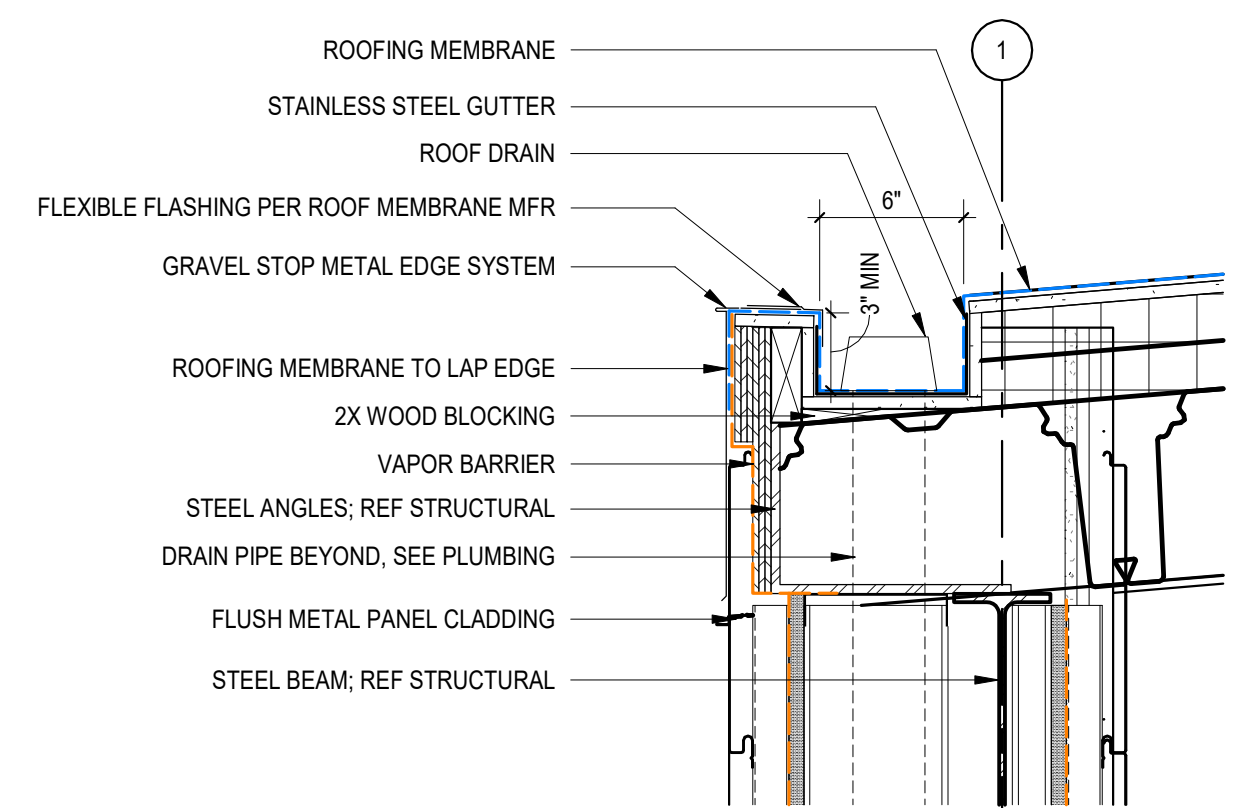 1
ROOFING MEMBRANE
STAINLESS STEEL GUTTER
ROOF DRAIN
6"
FLEXIBLE FLASHING PER ROOF MEMBRANE MFR
GRAVEL STOP METAL EDGE SYSTEM
3" MIN
ROOFING MEMBRANE TO LAP EDGE
2X WOOD BLOCKING
VAPOR BARRIER
STEEL ANGLES; REF STRUCTURAL
DRAIN PIPE BEYOND, SEE PLUMBING
FLUSH METAL PANEL CLADDING
STEEL BEAM; REF STRUCTURAL